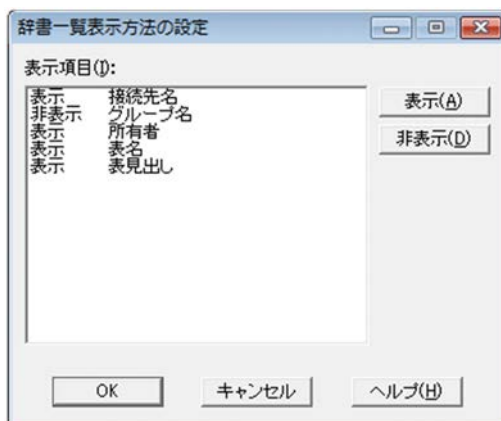 辞書一覧表示方法の設定
表示項目(I):
表示 接続先名
非表示 グループ名
表示 所有者
表示 表名
表示 表見出し
表示(A)
非表示(D)
OK キャンセル ヘルプ(H)